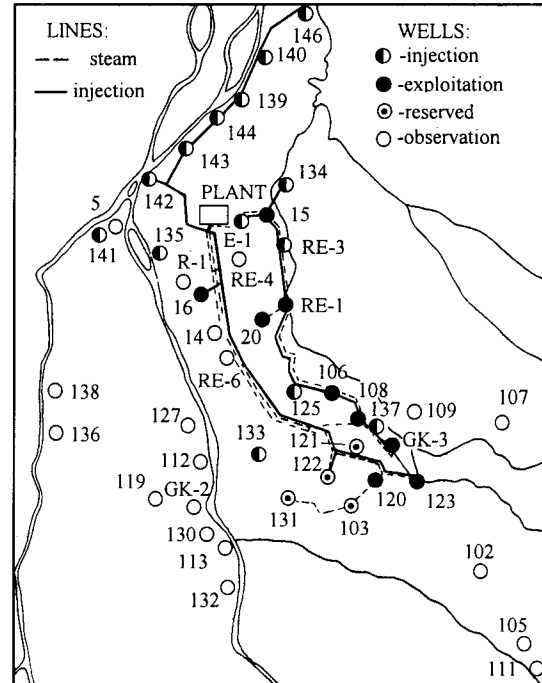 LINES:
steam
injection
WELLS:
-injection
-exploitation
-reserved
-observation
146
140
139
144
143
142
134
PLANT
5
15
141
135
E-1
RE-3
R-1
RE-4
16
RE-1
20
14
RE-6
106
108
138
125
137
109
107
136
127
121
GK-3
133
112
122
119
GK-2
120
123
131
103
130
113
102
132
105
111